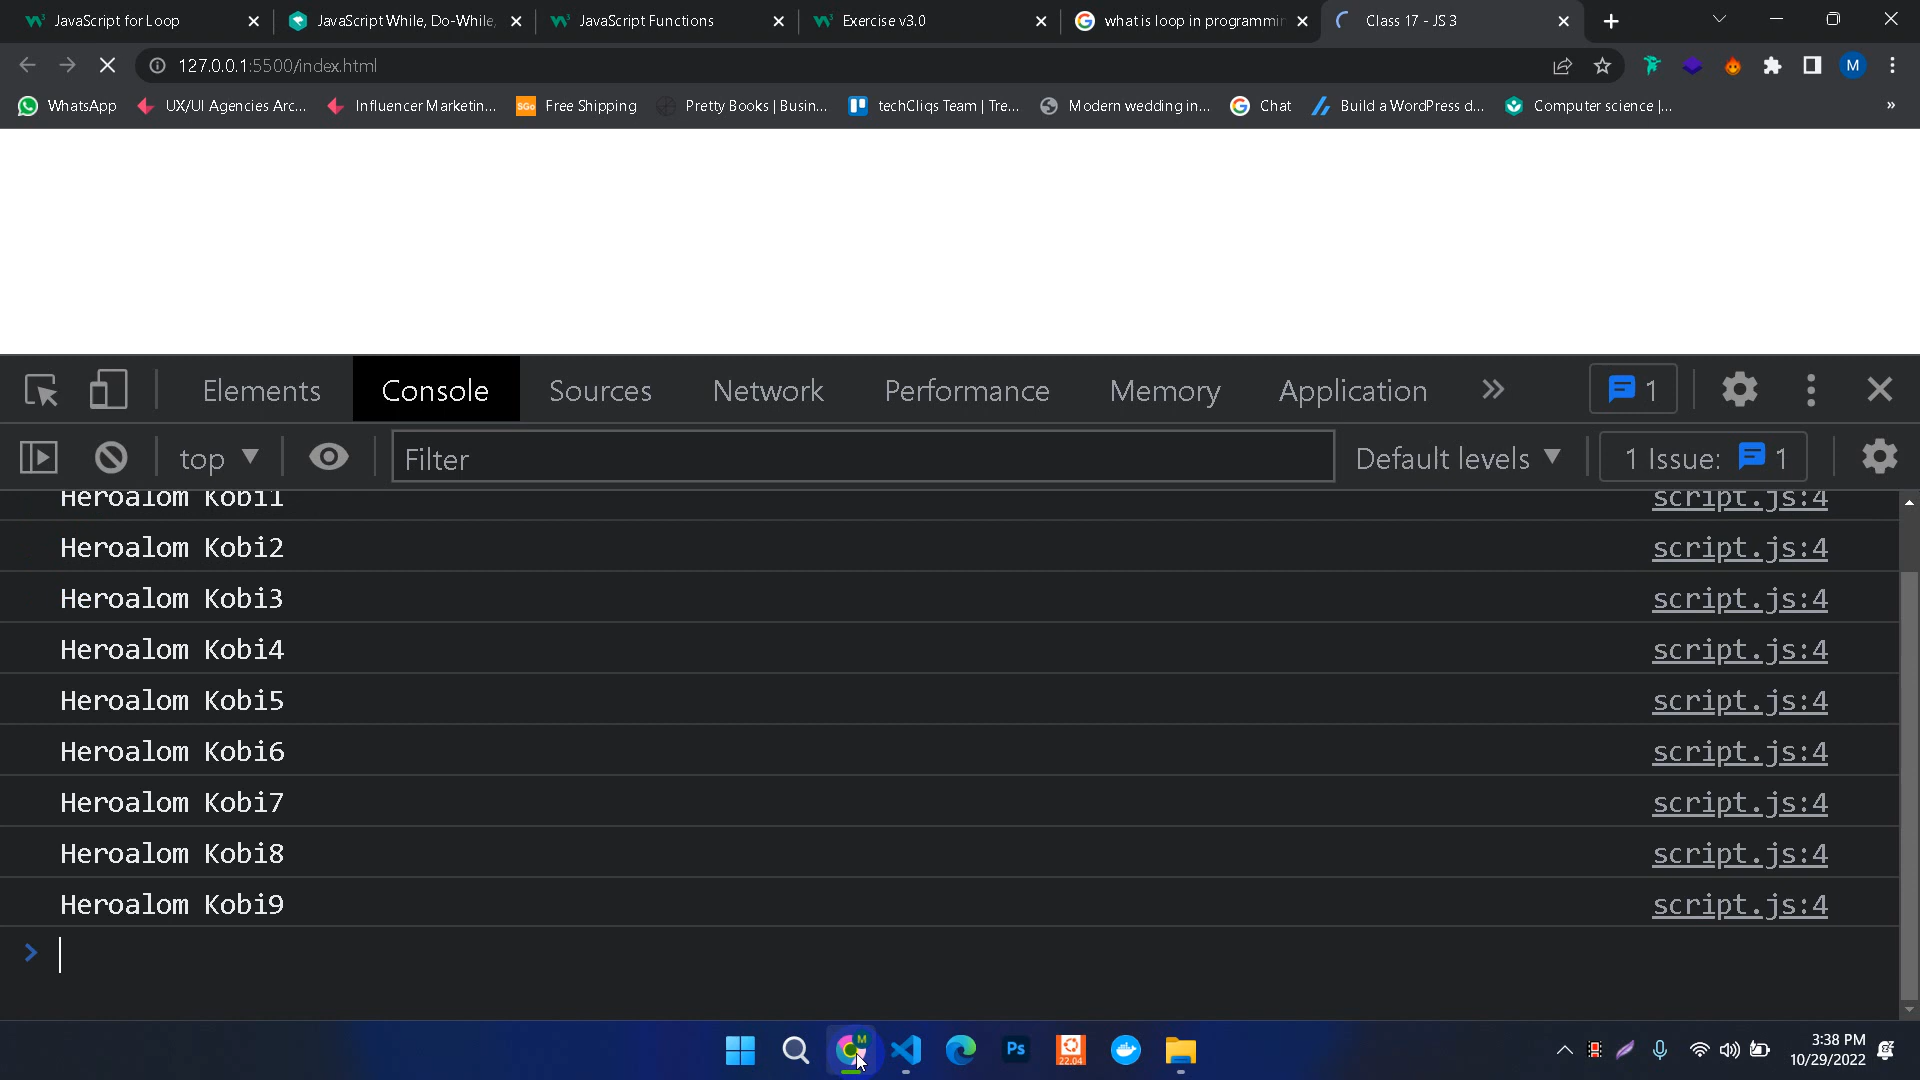 JavaScript for Loop
JavaScript While, Do-While,
JavaScript Functions
Exercise v3.0
what is loop in programmin
Class 17 - JS 3
127.0.0.1:5500/index.html
M
WhatsApp
UX/UI Agencies Arc...
Influencer Marketin...
SGo
Free Shipping
Pretty Books | Busin...
techCliqs Team | Tre...
Modern wedding in...
Chat
Build a WordPress d...
Computer science |...
»
Elements
Console
Sources
Network
Performance
Memory
Application
1
top
Filter
Default levels
1 Issue: 1
Heroalom Kobi1 script.js:4
Heroalom Kobi2 script.js:4
Heroalom Kobi3 script.js:4
Heroalom Kobi4 script.js:4
Heroalom Kobi5 script.js:4
Heroalom Kobi6 script.js:4
Heroalom Kobi7 script.js:4
Heroalom Kobi8 script.js:4
Heroalom Kobi9 script.js:4
>
M
Ps
22.04
3:38 PM
10/29/2022